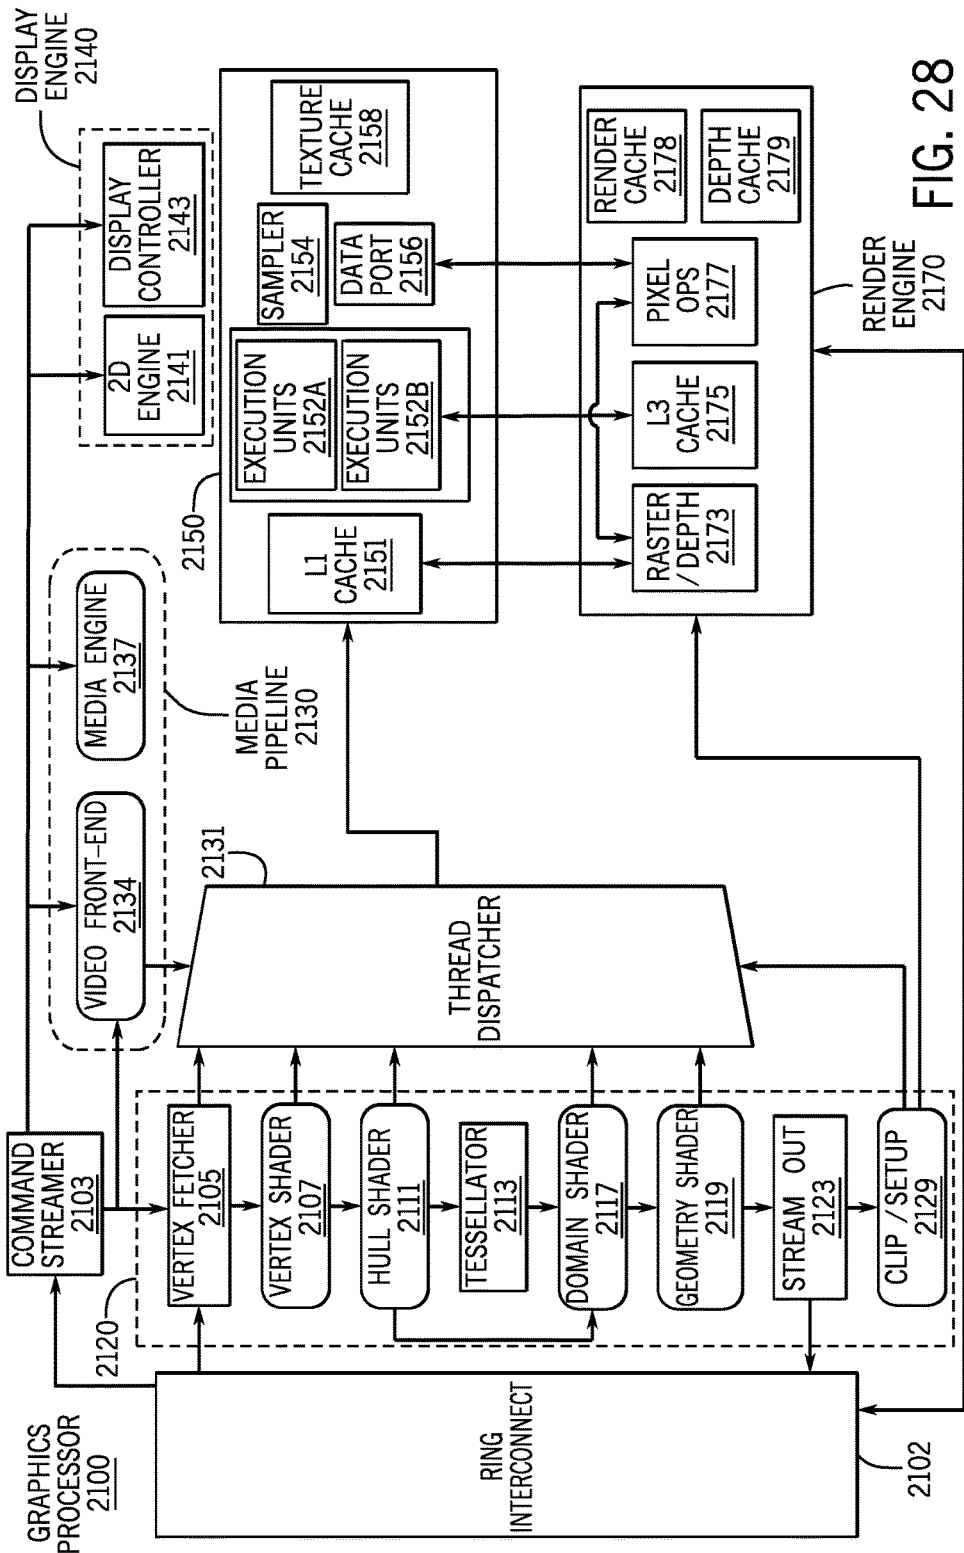 GRAPHICS
PROCESSOR
2100
COMMAND
STREAMER
2103
DISPLAY
ENGINE
2140
VIDEO FRONT-END
2134
MEDIA ENGINE
2137
2D
ENGINE
2141
DISPLAY
CONTROLLER
2143
2120
MEDIA
PIPELINE
2130
2150
RING
INTERCONNECT
2102
VERTEX FETCHER
2105
VERTEX SHADER
2107
HULL SHADER
2111
TESSELLATOR
2113
DOMAIN SHADER
2117
GEOMETRY SHADER
2119
STREAM OUT
2123
CLIP/SETUP
2129
THREAD
DISPATCHER
2131
L1
CACHE
2151
EXECUTION
UNITS
2152A
EXECUTION
UNITS
2152B
SAMPLER
2154
DATA
PORT
2156
TEXTURE
CACHE
2158
RASTER
/DEPTH
2173
L3
CACHE
2175
PIXEL
OPS
2177
RENDER
CACHE
2178
DEPTH
CACHE
2179
RENDER
ENGINE
2170
FIG. 28